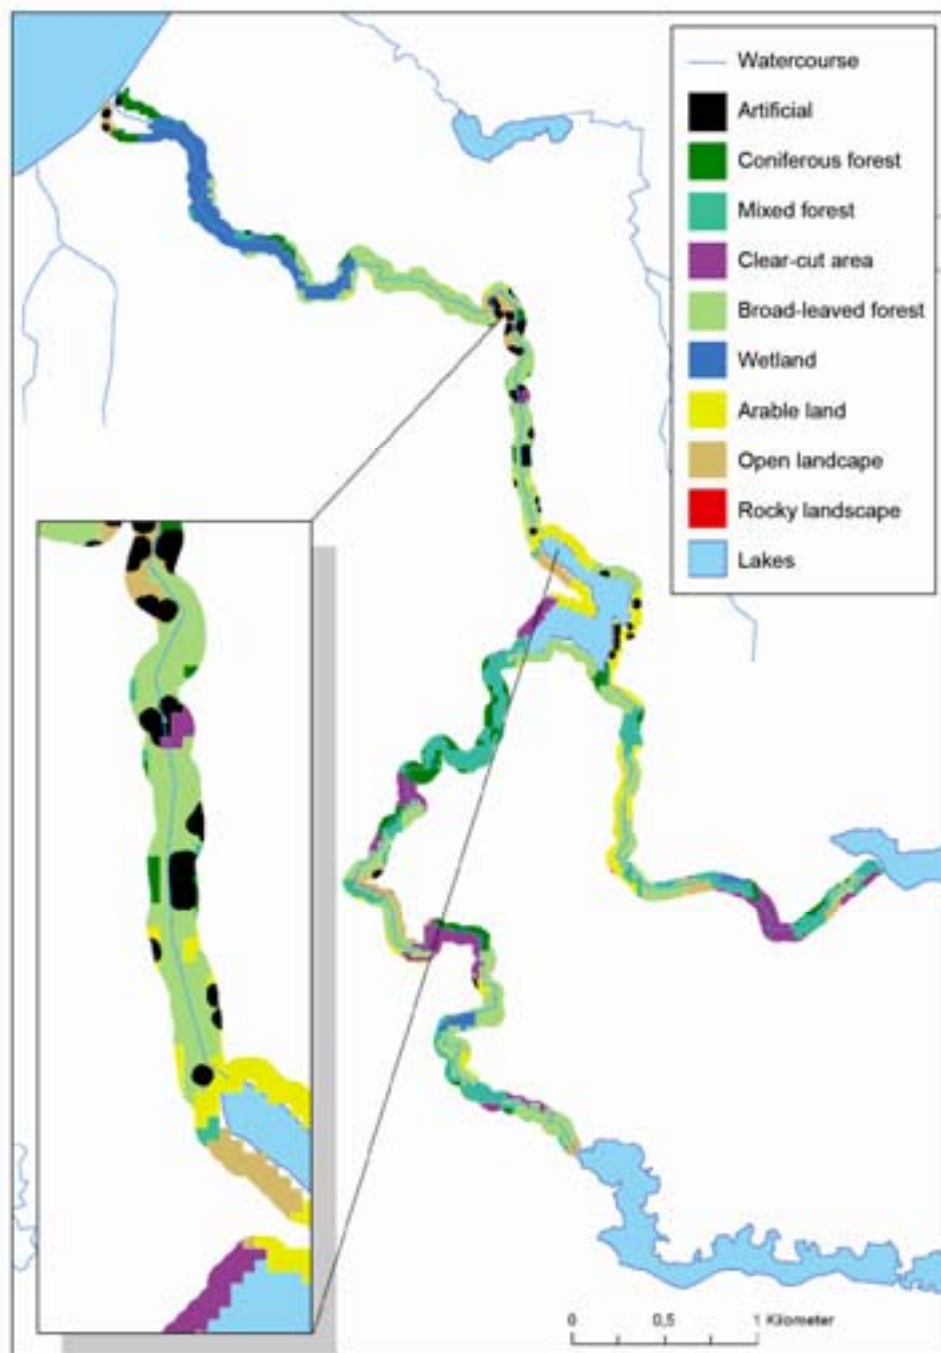 Watercourse
Artificial
Coniferous forest
Mixed forest
Clear-cut area
Broad-leaved forest
Wetland
Arable land
Open landcape
Rocky landscape
Lakes
0 0,5 1 Kilometer